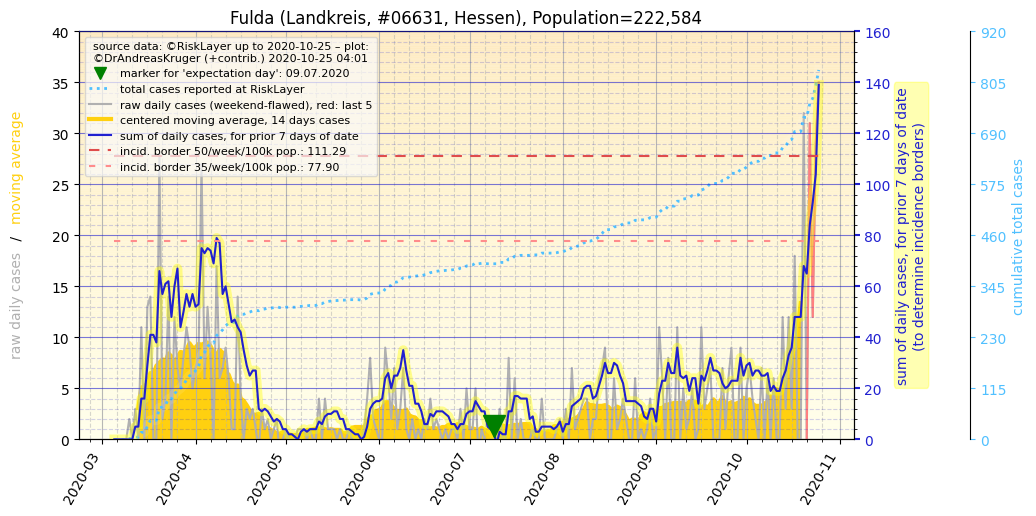 Fulda (Landkreis, #06631, Hessen), Population=222,584
source data: ©RiskLayer up to 2020-10-25 – plot:
©DrAndreasKruger (+contrib.) 2020-10-25 04:01
marker for 'expectation day': 09.07.2020
total cases reported at RiskLayer
raw daily cases (weekend-flawed), red: last 5
centered moving average, 14 days cases
sum of daily cases, for prior 7 days of date
incid. border 50/week/100k pop.: 111.29
incid. border 35/week/100k pop.: 77.90
raw daily cases / moving average
40
35
30
25
20
15
10
5
0
160
140
120
100
80
60
40
20
0
sum of daily cases, for prior 7 days of date
(to determine incidence borders)
920
805
690
575
460
345
230
115
0
cumulative total cases
2020-03
2020-04
2020-05
2020-06
2020-07
2020-08
2020-09
2020-10
2020-11